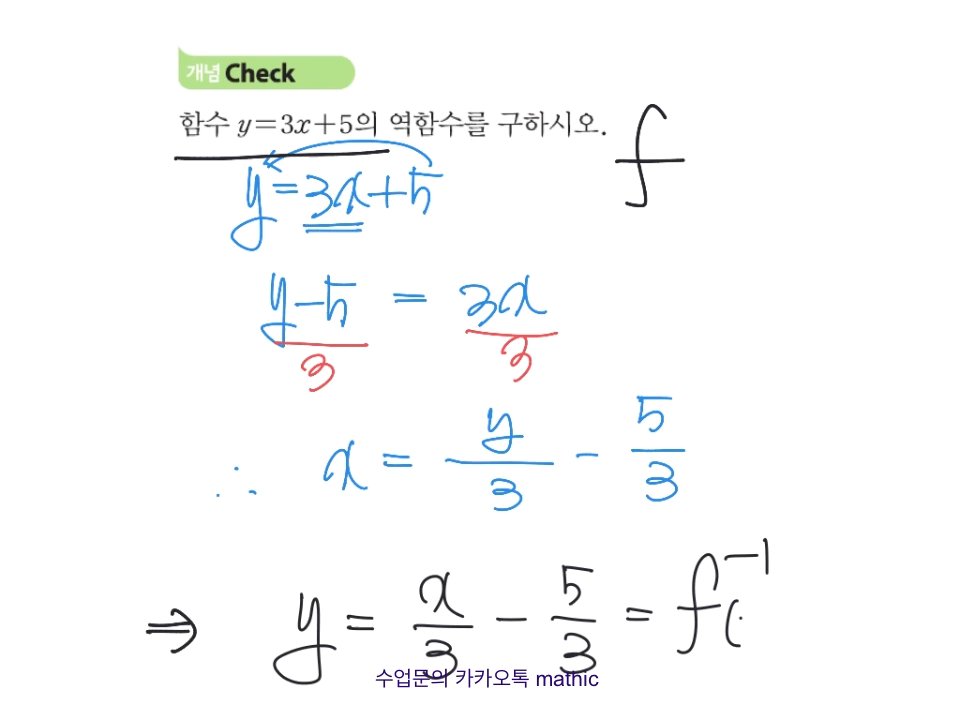 개념 Check
함수 y=3x+5의 역함수를 구하시오.
f
y=3x+5
y-5 = 3x
3 3
∴ x = y/3 - 5/3
⇒ y = x/3 - 5/3 = f⁻¹(
수업문의 카카오톡 mathic